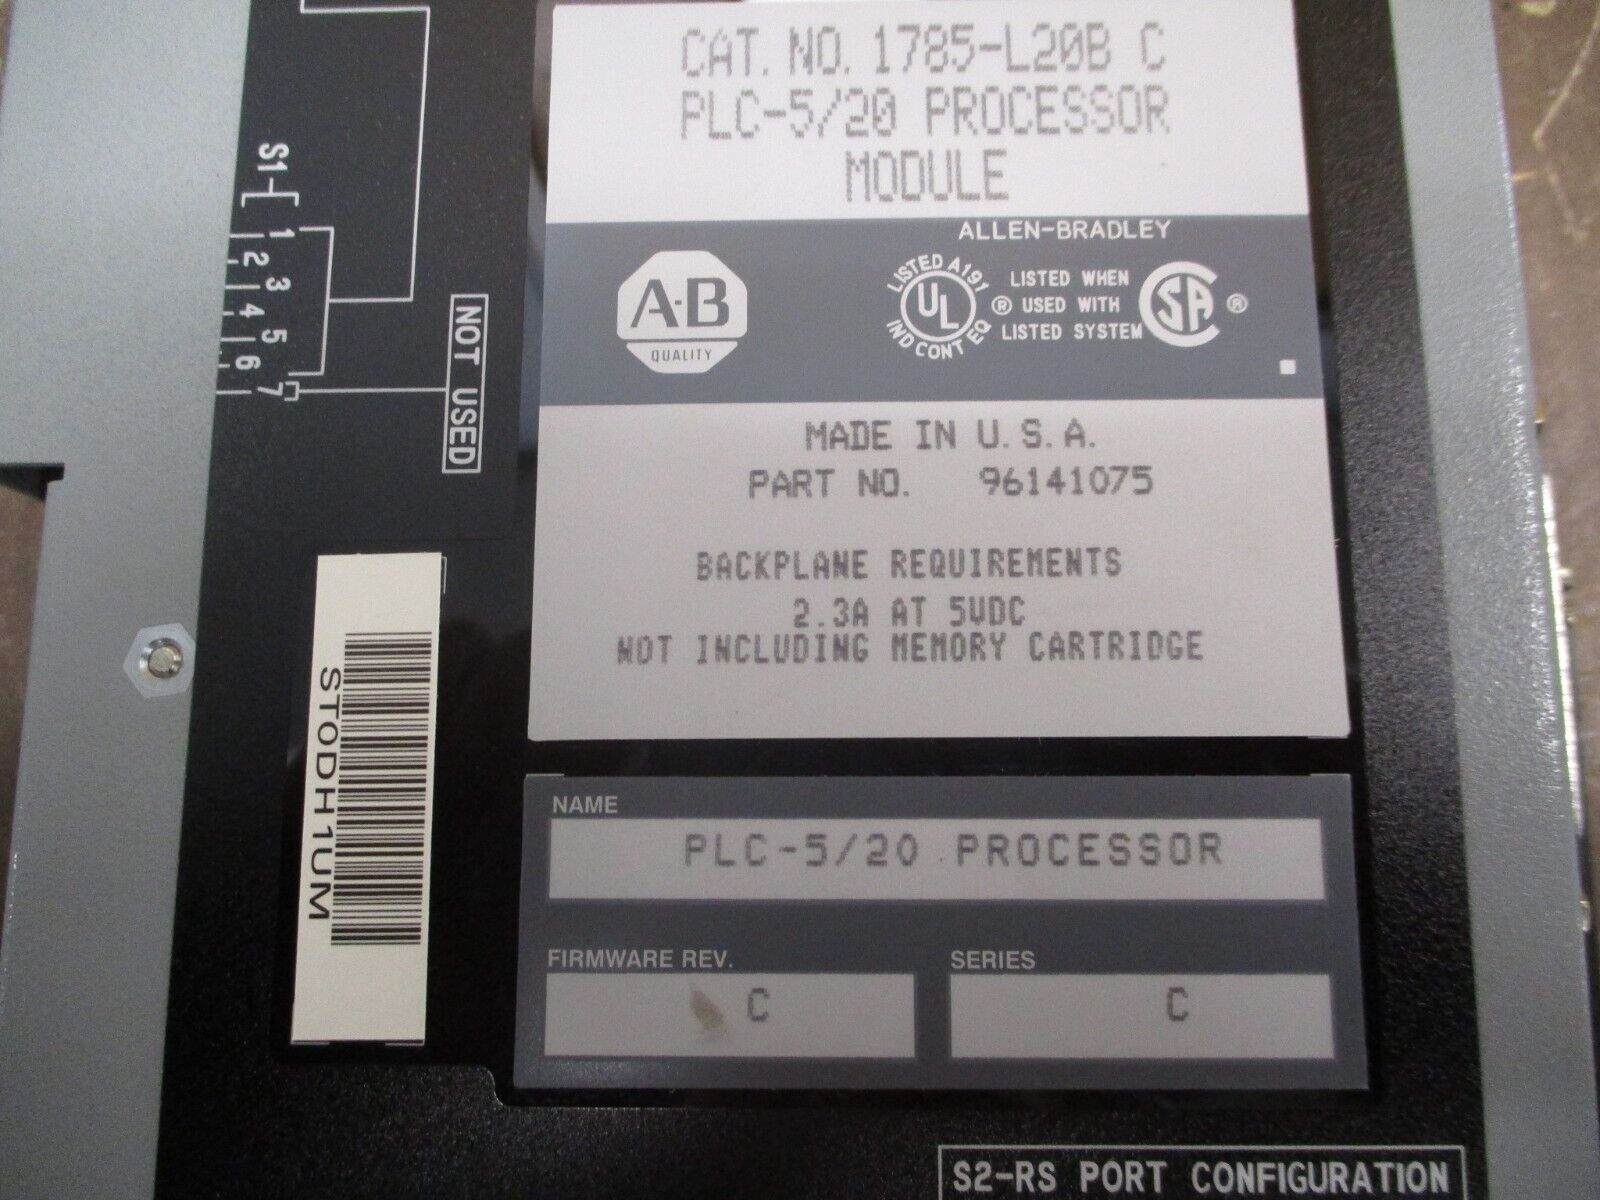 CAT. NO. 1785-L20B C
PLC-5/20 PROCESSOR
MODULE
ALLEN-BRADLEY
A-B
QUALITY
LISTED A191
UL
IND CONT EQ
®
LISTED WHEN
USED WITH
LISTED SYSTEM
SA
®
MADE IN U.S.A.
PART NO. 96141075
BACKPLANE REQUIREMENTS
2.3A AT 5VDC
NOT INCLUDING MEMORY CARTRIDGE
NAME
PLC-5/20 PROCESSOR
FIRMWARE REV.
C
SERIES
C
S1-
1
2
3
4
5
6
7
NOT USED
STODH1UM
S2-RS PORT CONFIGURATION